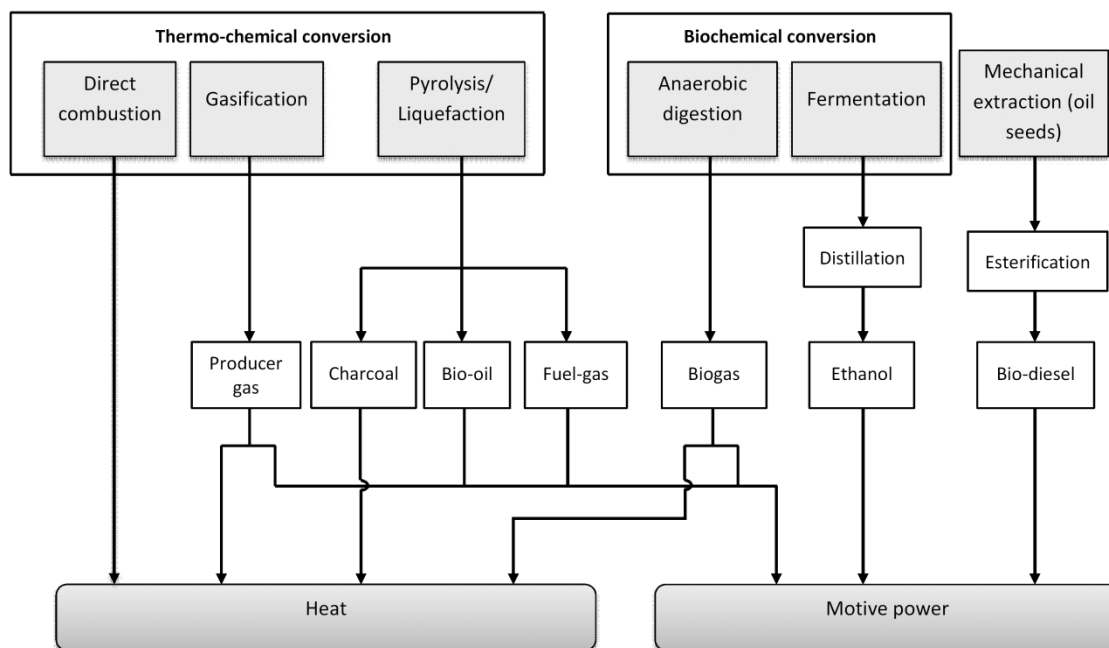 Thermo-chemical conversion
Direct
combustion
Gasification
Pyrolysis/
Liquefaction
Biochemical conversion
Anaerobic
digestion
Fermentation
Mechanical
extraction (oil
seeds)
Distillation
Esterification
Producer
gas
Charcoal
Bio-oil
Fuel-gas
Biogas
Ethanol
Bio-diesel
Heat
Motive power